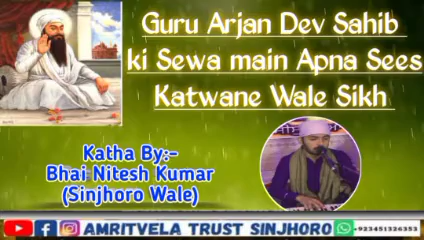 Guru Arjan Dev Sahib
ki Sewa main Apna Sees
Katwane Wale Sikh
Katha By:-
Bhai Nitesh Kumar
(Sinjhoro Wale)
AMRITVELA TRUST SINJHORO -923451326353